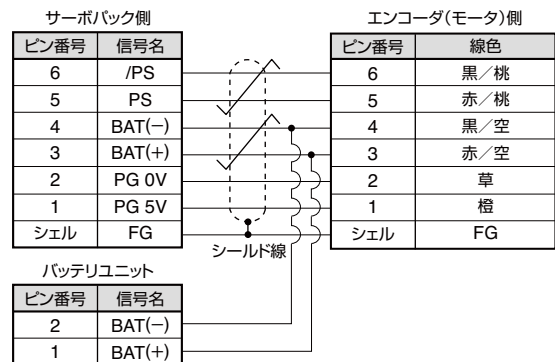 サーボパック側
ピン番号 信号名
6 /PS
5 PS
4 BAT(−)
3 BAT(+)
2 PG 0V
1 PG 5V
シェル FG
シールド線
エンコーダ(モータ)側
ピン番号 線色
6 黒/桃
5 赤/桃
4 黒/空
3 赤/空
2 草
1 橙
シェル FG
バッテリユニット
ピン番号 信号名
2 BAT(−)
1 BAT(+)